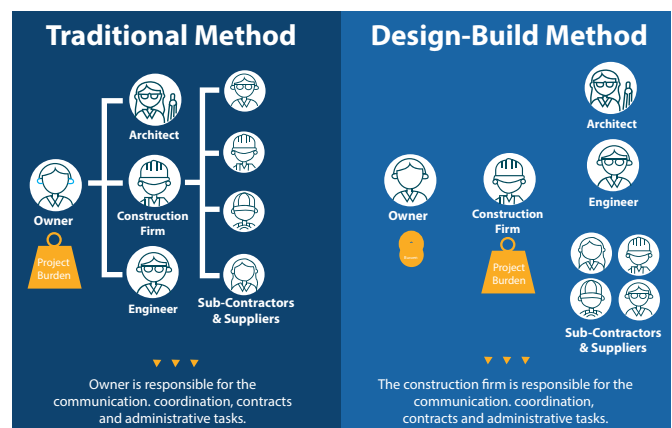 Traditional Method
Architect
Owner
Construction
Firm
Project
Burden
Engineer
Sub-Contractors
& Suppliers
Owner is responsible for the
communication. coordination, contracts
and administrative tasks.
Design-Build Method
Architect
Owner
Construction
Firm
Engineer
Project
Burden
Sub-Contractors
& Suppliers
The construction firm is responsible for the
communication. coordination,
contracts and administrative tasks.